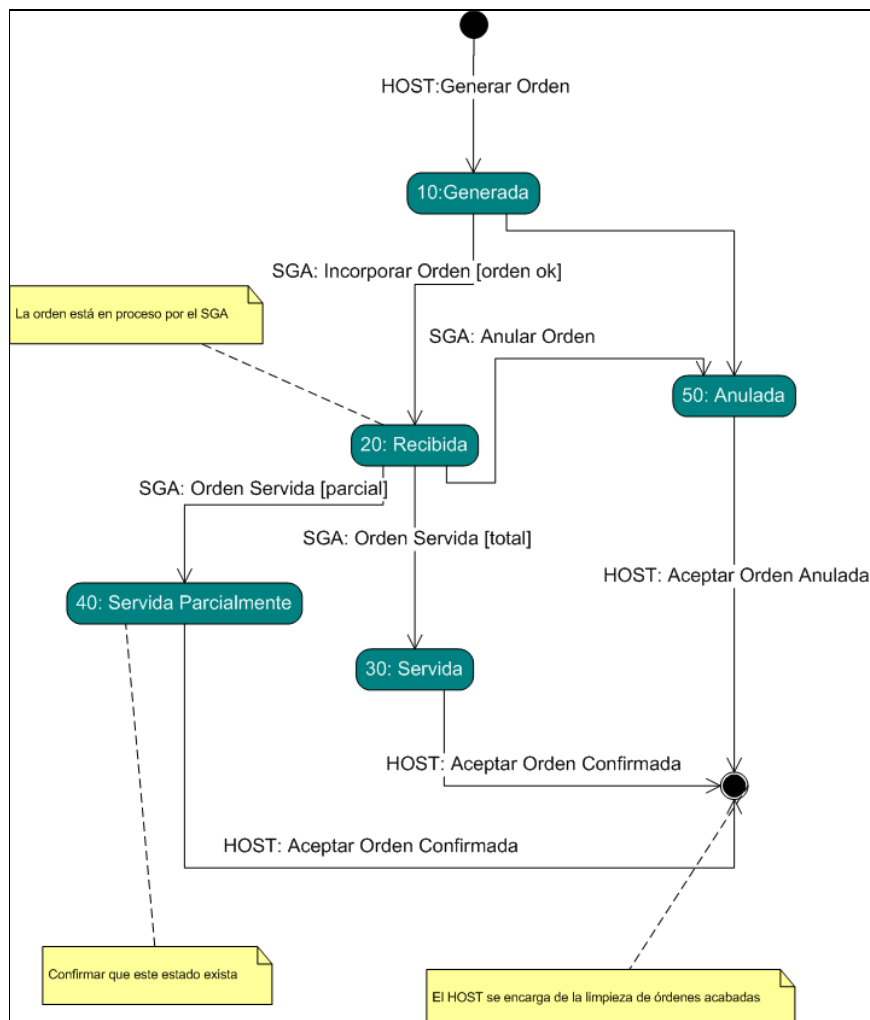 HOST:Generar Orden
10:Generada
SGA: Incorporar Orden [orden ok]
La orden está en proceso por el SGA
SGA: Anular Orden
50: Anulada
20: Recibida
SGA: Orden Servida [parcial]
SGA: Orden Servida [total]
HOST: Aceptar Orden Anulada
40: Servida Parcialmente
30: Servida
HOST: Aceptar Orden Confirmada
HOST: Aceptar Orden Confirmada
Confirmar que este estado exista
El HOST se encarga de la limpieza de órdenes acabadas